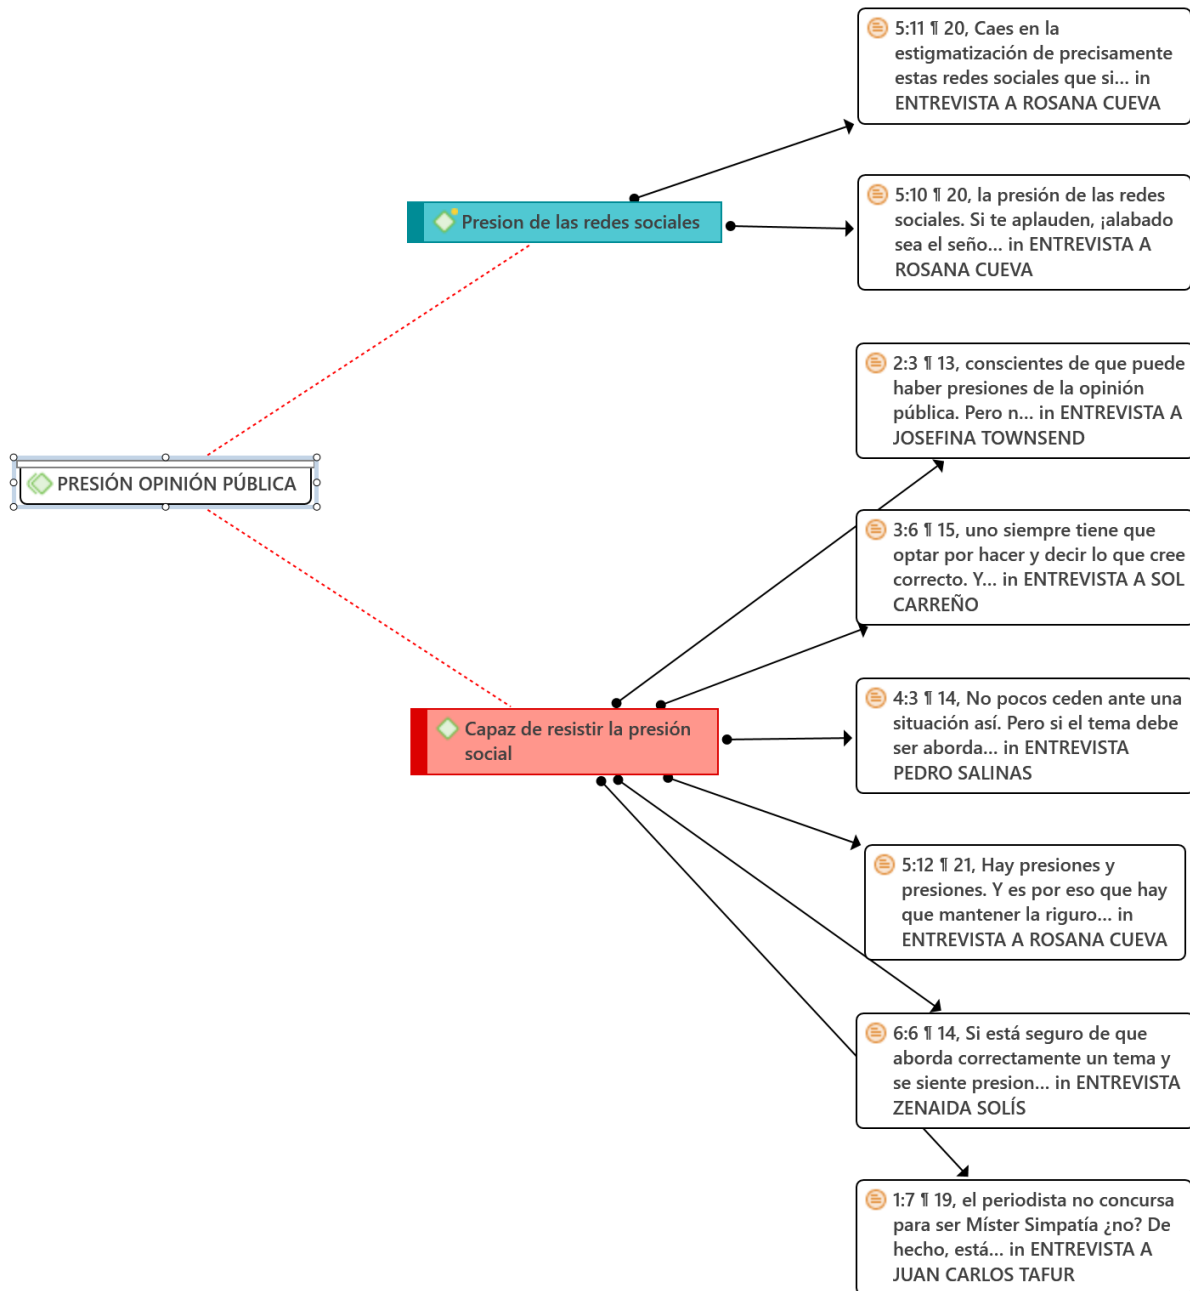 5:11 ¶ 20, Caes en la
estigmatización de precisamente
estas redes sociales que si... in
ENTREVISTA A ROSANA CUEVA
Presion de las redes sociales
5:10 ¶ 20, la presión de las redes
sociales. Si te aplauden, ¡alabado
sea el seño... in ENTREVISTA A
ROSANA CUEVA
2:3 ¶ 13, conscientes de que puede
haber presiones de la opinión
pública. Pero n... in ENTREVISTA A
JOSEFINA TOWNSEND
PRESIÓN OPINIÓN PÚBLICA
3:6 ¶ 15, uno siempre tiene que
optar por hacer y decir lo que cree
correcto. Y... in ENTREVISTA A SOL
CARREÑO
Capaz de resistir la presión
social
4:3 ¶ 14, No pocos ceden ante una
situación así. Pero si el tema debe
ser aborda... in ENTREVISTA
PEDRO SALINAS
5:12 ¶ 21, Hay presiones y
presiones. Y es por eso que hay
que mantener la riguro... in
ENTREVISTA A ROSANA CUEVA
6:6 ¶ 14, Si está seguro de que
aborda correctamente un tema y
se siente presion... in ENTREVISTA
ZENAIDA SOLÍS
1:7 ¶ 19, el periodista no concursa
para ser Míster Simpatía ¿no? De
hecho, está... in ENTREVISTA A
JUAN CARLOS TAFUR